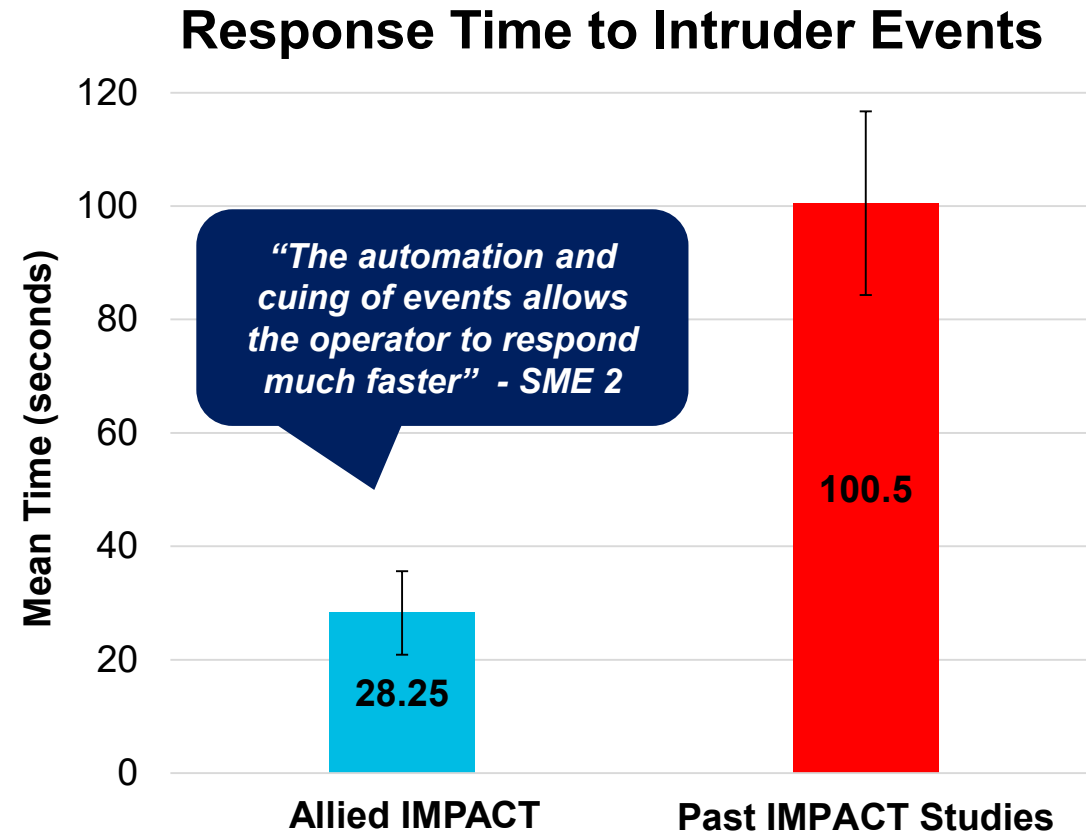 Response Time to Intruder Events
Mean Time (seconds)
120
100
80
60
40
20
0
“The automation and
cuing of events allows
the operator to respond
much faster”  - SME 2
28.25
100.5
Allied IMPACT
Past IMPACT Studies